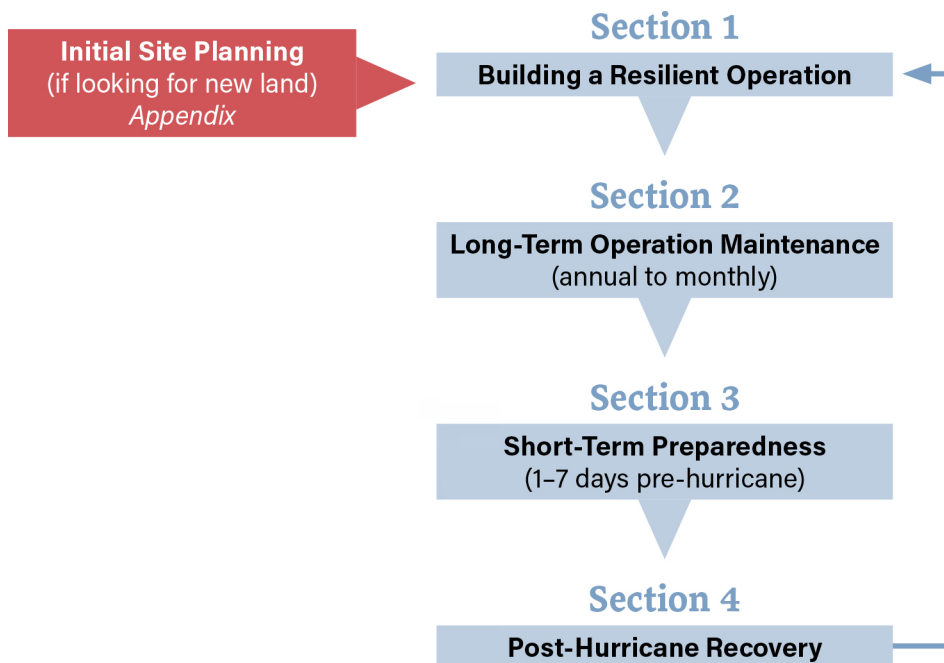 Initial Site Planning
(if looking for new land)
Appendix
Section 1
Building a Resilient Operation
Section 2
Long-Term Operation Maintenance
(annual to monthly)
Section 3
Short-Term Preparedness
(1–7 days pre-hurricane)
Section 4
Post-Hurricane Recovery